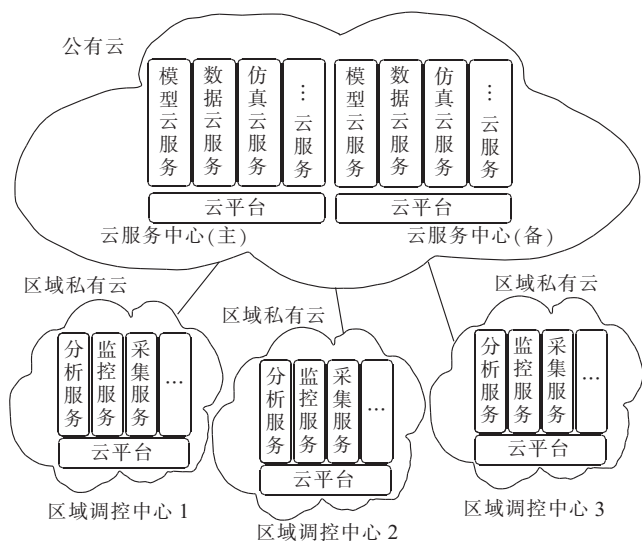 公有云
模型云服务
数据云服务
仿真云服务
…云服务
模型云服务
数据云服务
仿真云服务
…云服务
云平台
云平台
云服务中心(主)
云服务中心(备)
区域私有云
分析服务
监控服务
采集服务
…
云平台
区域调控中心 1
区域私有云
分析服务
监控服务
采集服务
…
云平台
区域调控中心 2
区域私有云
分析服务
监控服务
采集服务
…
云平台
区域调控中心 3